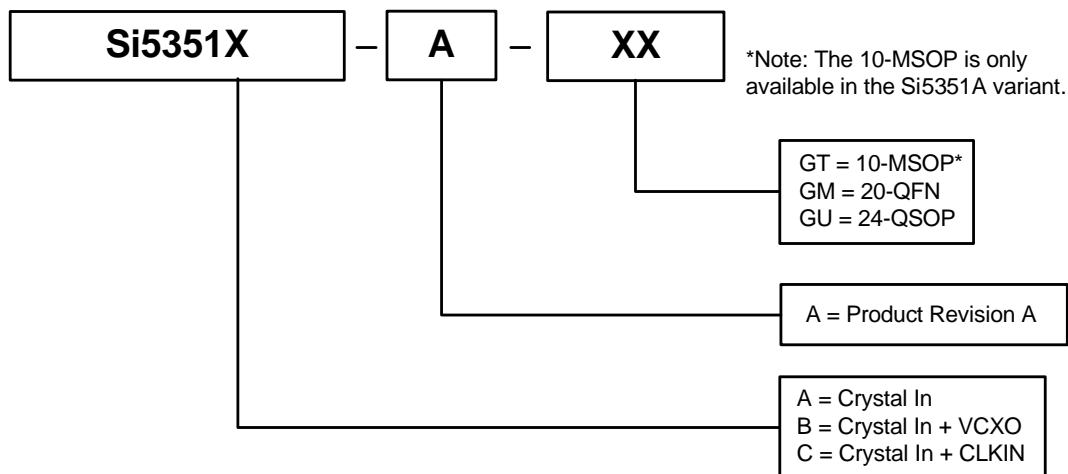 Si5351X – A – XX
*Note: The 10-MSOP is only
available in the Si5351A variant.
GT = 10-MSOP*
GM = 20-QFN
GU = 24-QSOP
A = Product Revision A
A = Crystal In
B = Crystal In + VCXO
C = Crystal In + CLKIN